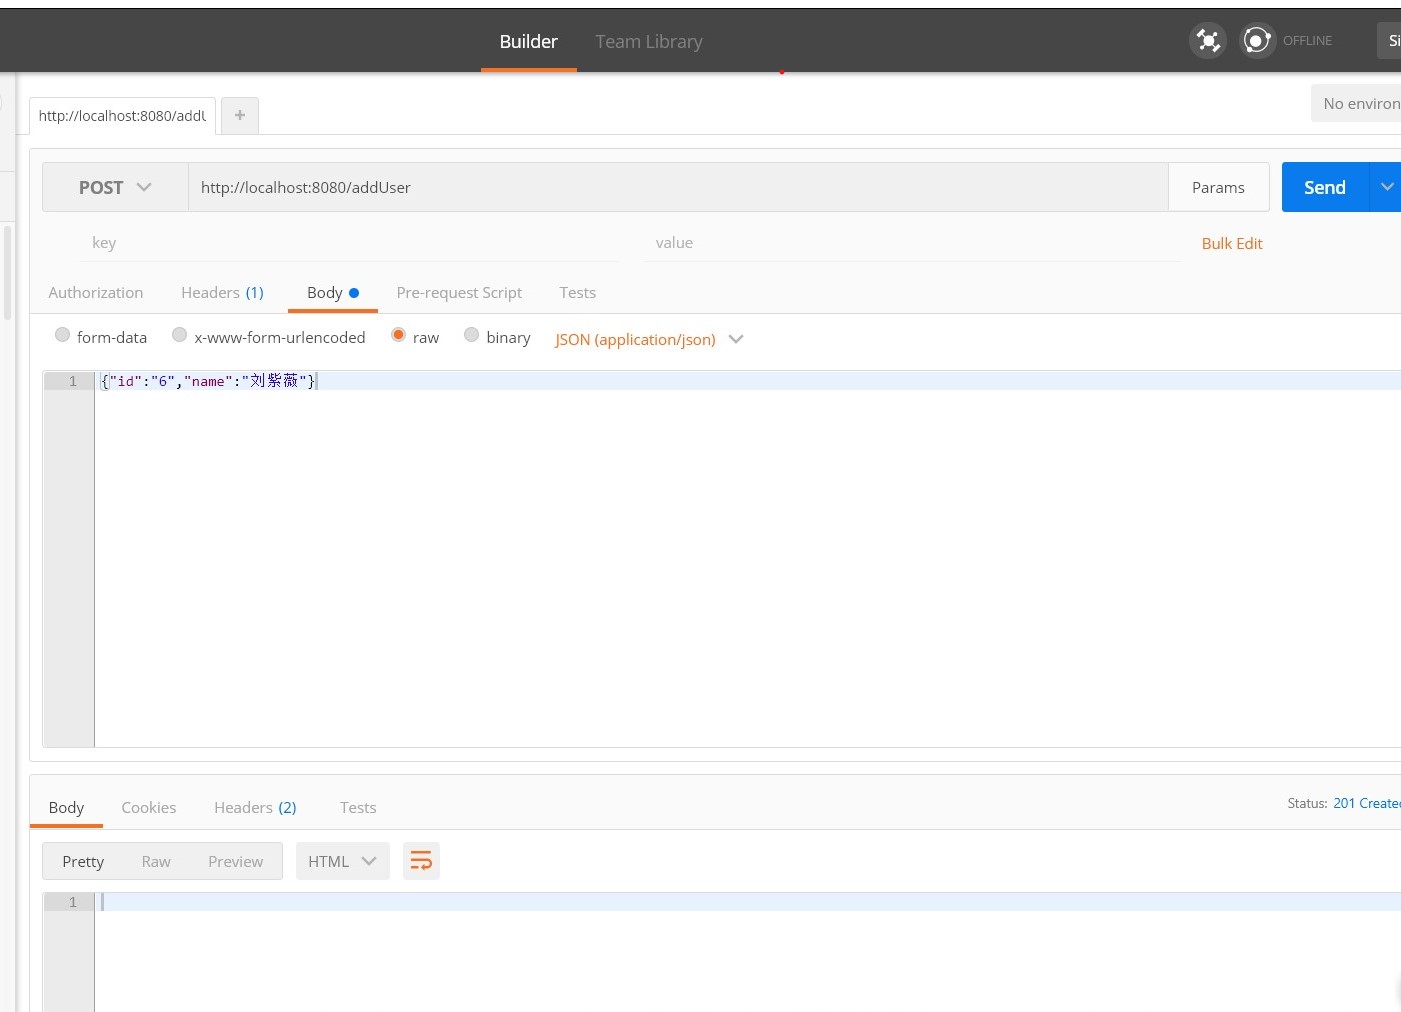 Builder Team Library OFFLINE Si
http://localhost:8080/addU + No environ
POST http://localhost:8080/addUser Params Send
key value Bulk Edit
Authorization Headers (1) Body Pre-request Script Tests
form-data x-www-form-urlencoded raw binary JSON (application/json)
1 {"id":"6","name":"刘紫薇"}
Body Cookies Headers (2) Tests Status: 201 Created
Pretty Raw Preview HTML
1